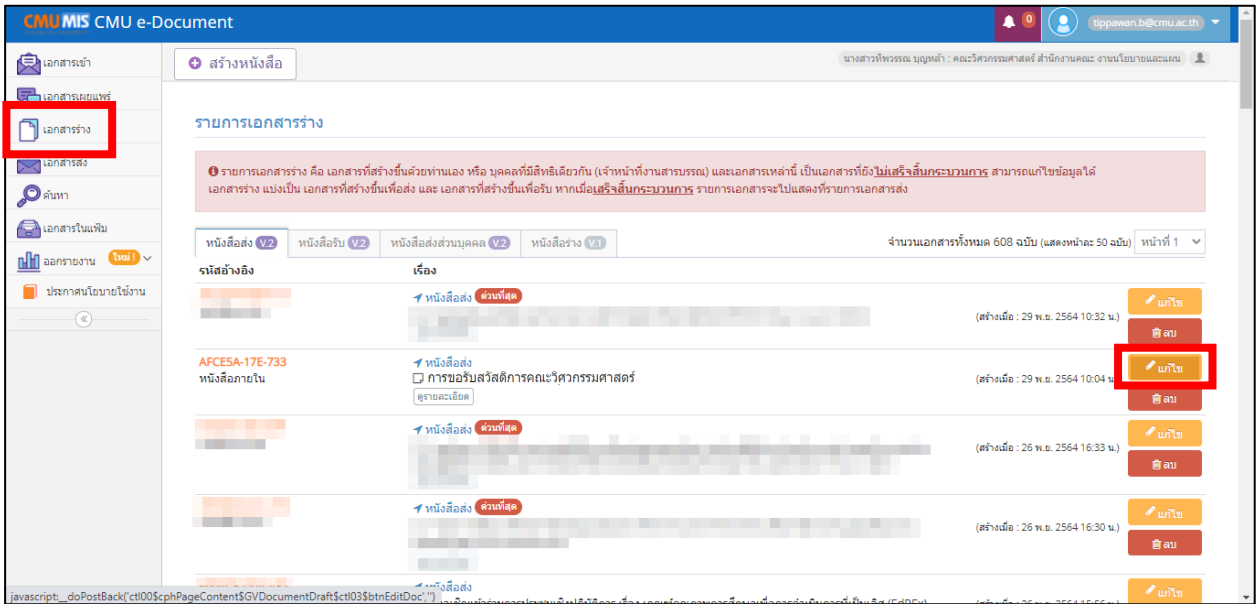 CMU MIS CMU e-Document
0
tippawan.b@cmu.ac.th
เอกสารเข้า
สร้างหนังสือ
นางสาวทิพวรรณ บุญหล้า : คณะวิศวกรรมศาสตร์ สำนักงานคณะ งานนโยบายและแผน
เอกสารเผยแพร่
เอกสารร่าง
รายการเอกสารร่าง
เอกสารส่ง
รายการเอกสารร่าง คือ เอกสารที่สร้างขึ้นด้วยท่านเอง หรือ บุคคลที่มีสิทธิเดียวกัน (เจ้าหน้าที่งานสารบรรณ) และเอกสารเหล่านี้ เป็นเอกสารที่ยังไม่เสร็จสิ้นกระบวนการ สามารถแก้ไขข้อมูลได้
เอกสารร่าง แบ่งเป็น เอกสารที่สร้างขึ้นเพื่อส่ง และ เอกสารที่สร้างขึ้นเพื่อรับ หากเมื่อเสร็จสิ้นกระบวนการ รายการเอกสารจะไปแสดงที่รายการเอกสารส่ง
ค้นหา
เอกสารในแฟ้ม
ออกรายงาน ใหม่ !
ประกาศนโยบายใช้งาน
หนังสือส่ง V.2 หนังสือรับ V.2 หนังสือส่งส่วนบุคคล V.2 หนังสือร่าง V.1
จำนวนเอกสารทั้งหมด 608 ฉบับ (แสดงหน้าละ 50 ฉบับ) หน้าที่ 1
รหัสอ้างอิง เรื่อง
หนังสือส่ง ด่วนที่สุด
(สร้างเมื่อ : 29 พ.ย. 2564 10:32 น.)
แก้ไข
ลบ
AFCE5A-17E-733 หนังสือส่ง
หนังสือภายใน การขอรับสวัสดิการคณะวิศวกรรมศาสตร์
ดูรายละเอียด
(สร้างเมื่อ : 29 พ.ย. 2564 10:04 น
แก้ไข
ลบ
หนังสือส่ง ด่วนที่สุด
(สร้างเมื่อ : 26 พ.ย. 2564 16:33 น.)
แก้ไข
ลบ
หนังสือส่ง ด่วนที่สุด
(สร้างเมื่อ : 26 พ.ย. 2564 16:30 น.)
แก้ไข
ลบ
หนังสือส่ง
แก้ไข
javascript:__doPostBack('ctl00$cphPageContent$GVDocumentDraft$ctl03$btnEditDoc','')